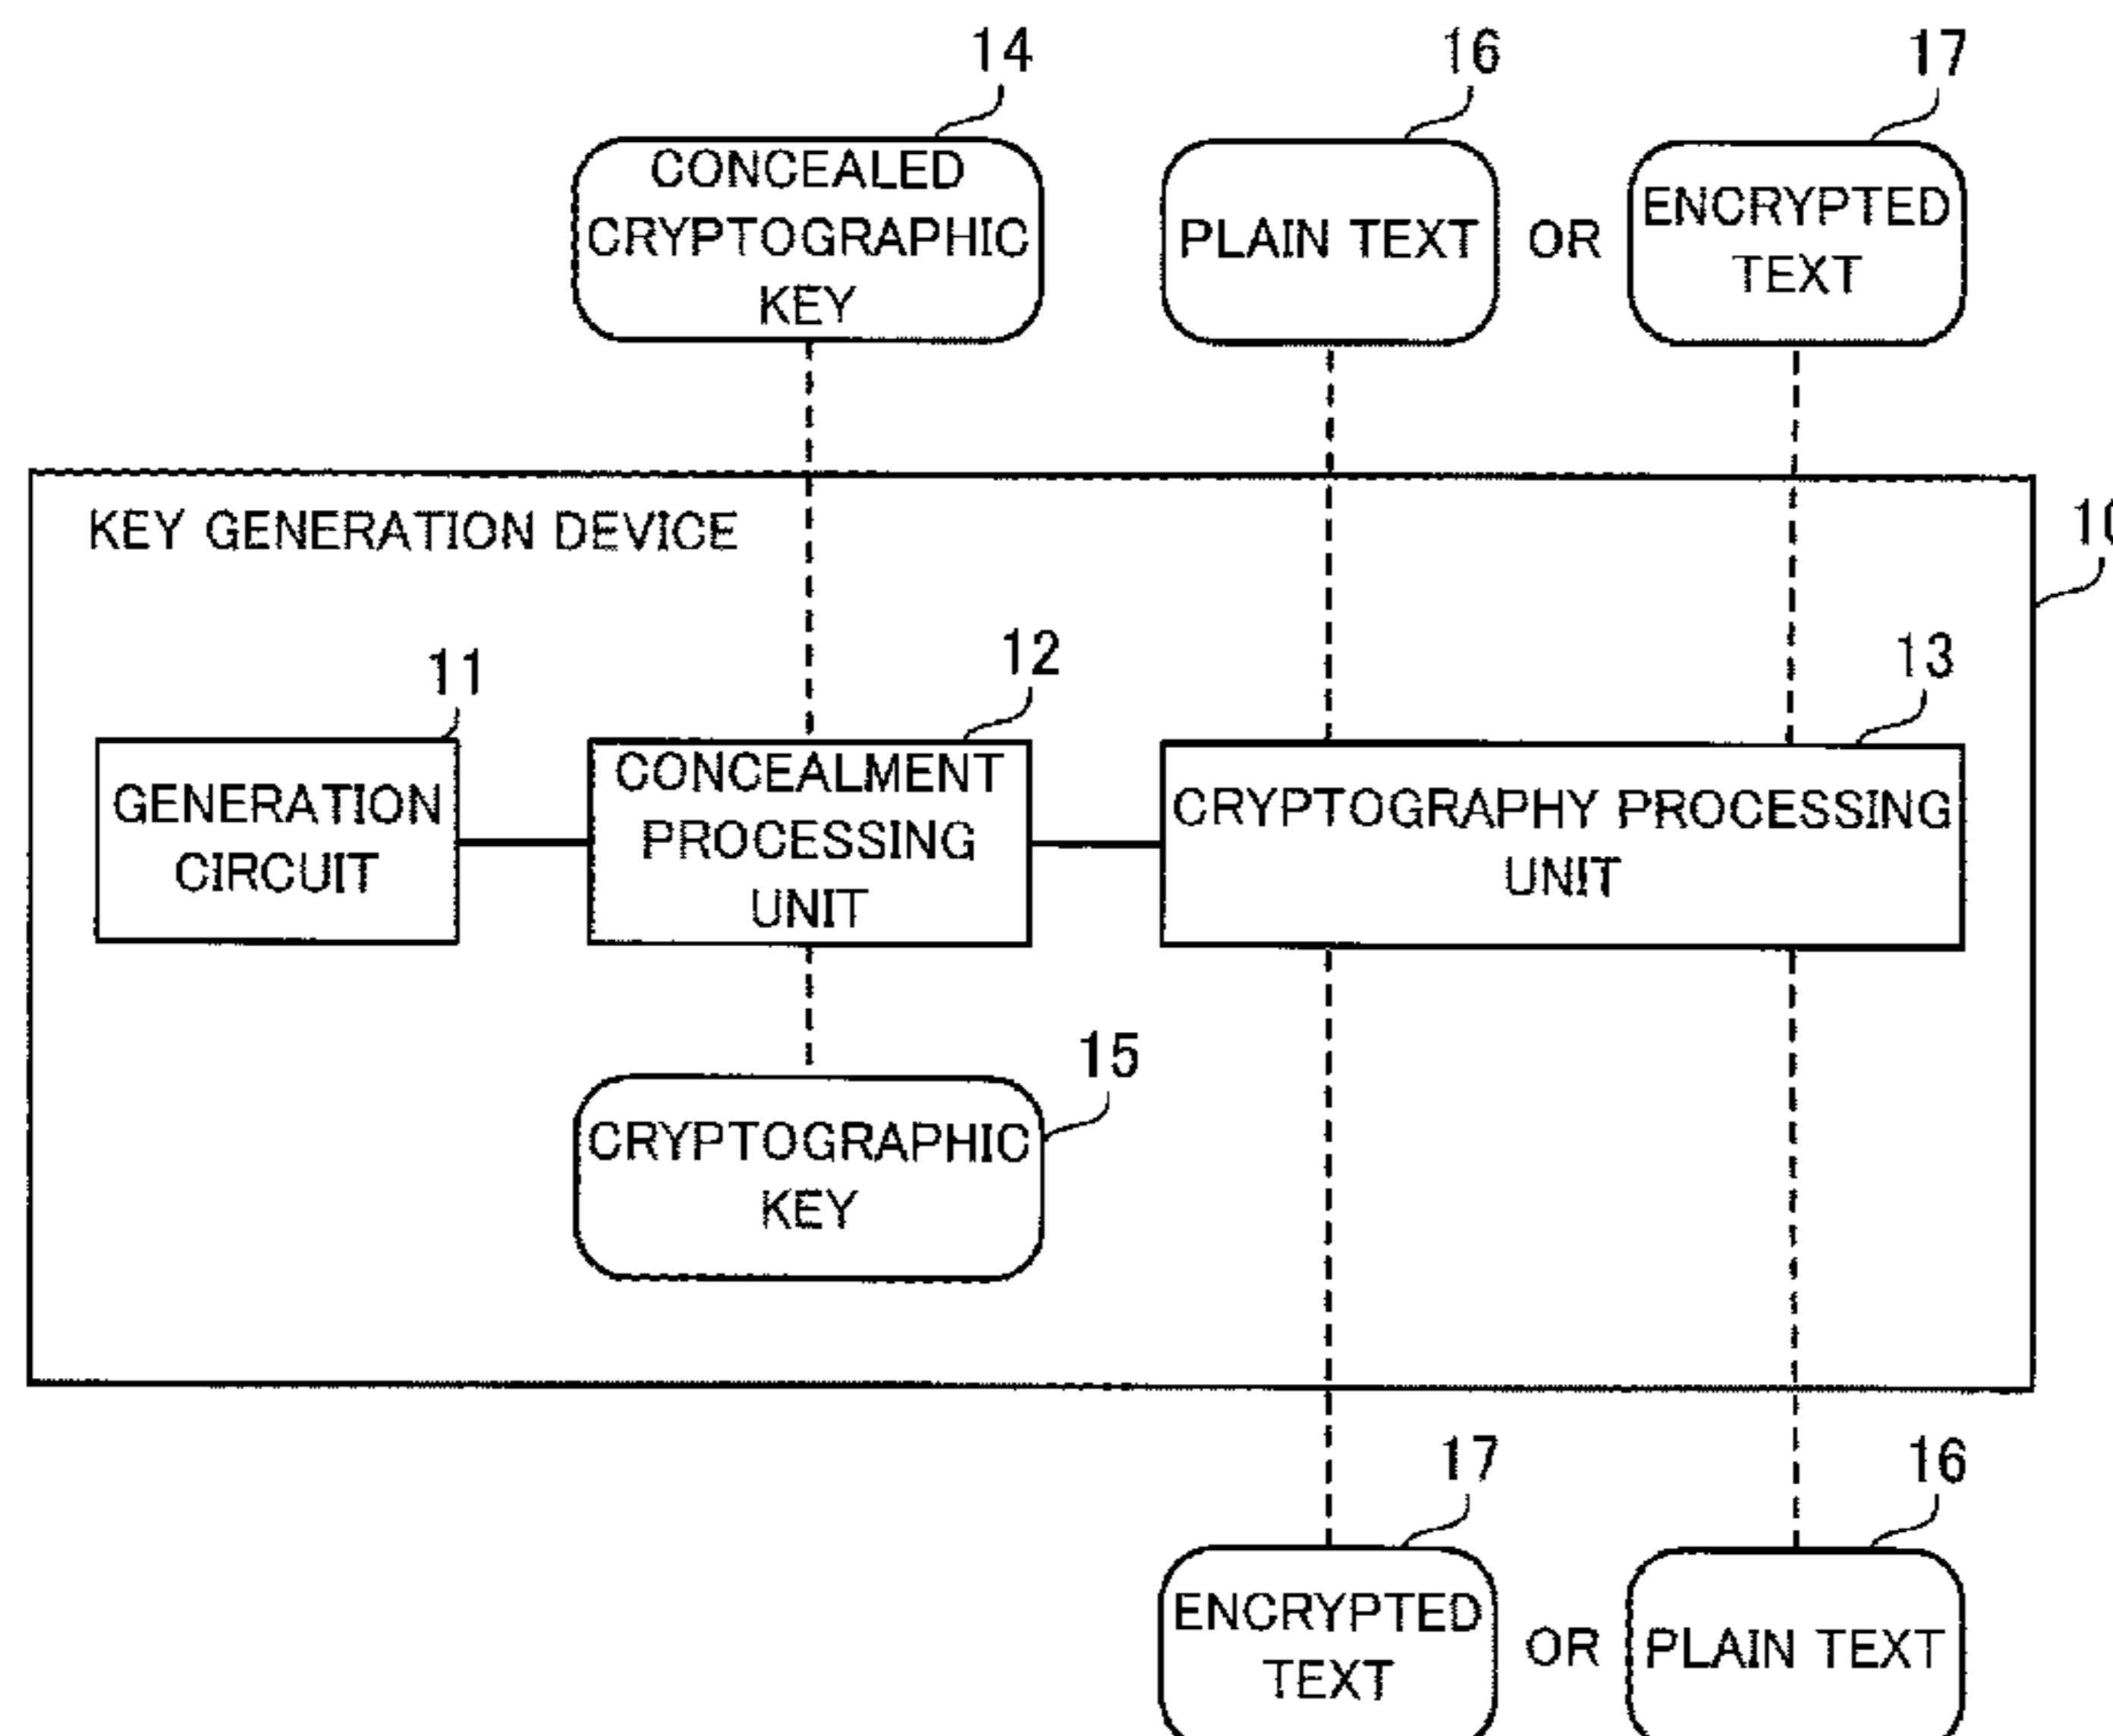 14
16
17
CONCEALED
CRYPTOGRAPHIC
KEY
PLAIN TEXT
OR
ENCRYPTED
TEXT
KEY GENERATION DEVICE
11
12
13
GENERATION
CIRCUIT
CONCEALMENT
PROCESSING
UNIT
CRYPTOGRAPHY PROCESSING
UNIT
15
CRYPTOGRAPHIC
KEY
17
16
ENCRYPTED
TEXT
OR
PLAIN TEXT